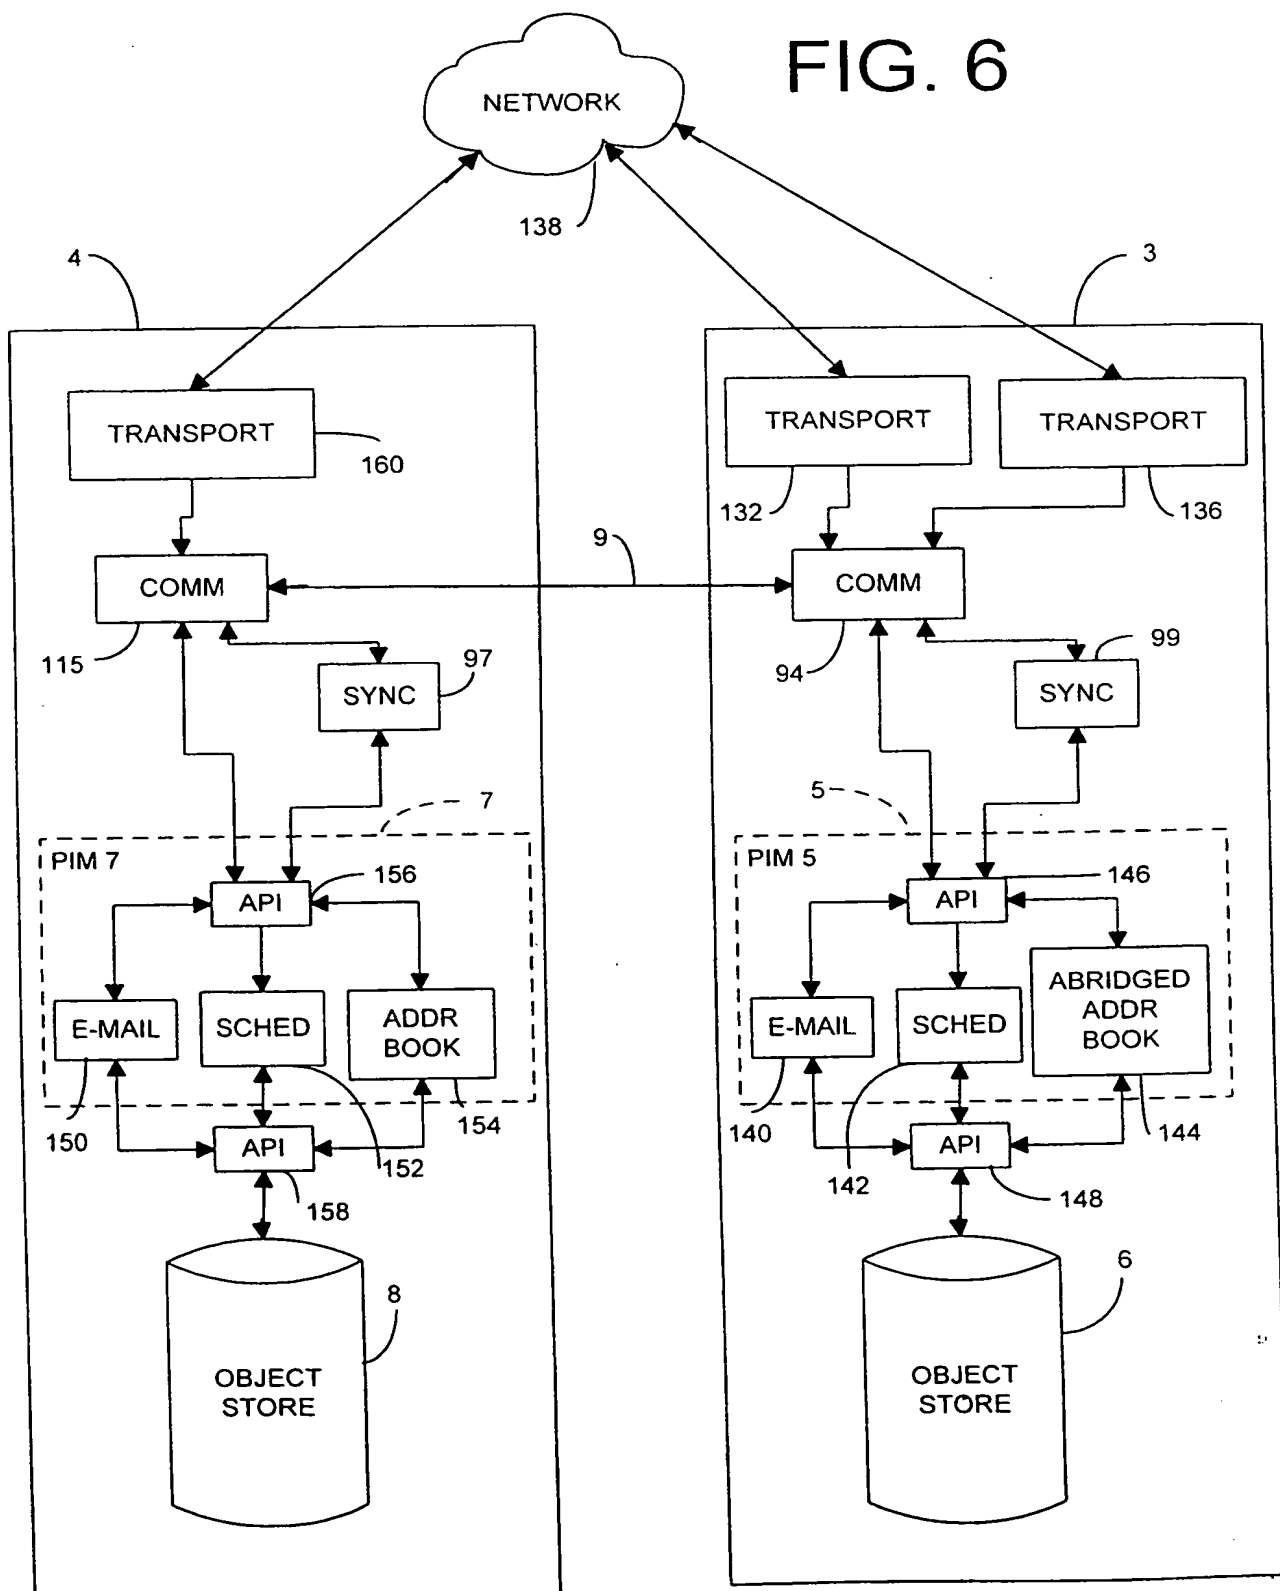 FIG. 6
NETWORK
138
4
3
TRANSPORT
160
TRANSPORT
132
TRANSPORT
136
9
COMM
115
COMM
94
97
SYNC
99
SYNC
7
PIM 7
5
PIM 5
API
156
API
146
E-MAIL
150
SCHED
152
ADDR
BOOK
154
E-MAIL
140
SCHED
142
ABRIDGED
ADDR
BOOK
144
API
158
API
148
8
OBJECT
STORE
6
OBJECT
STORE